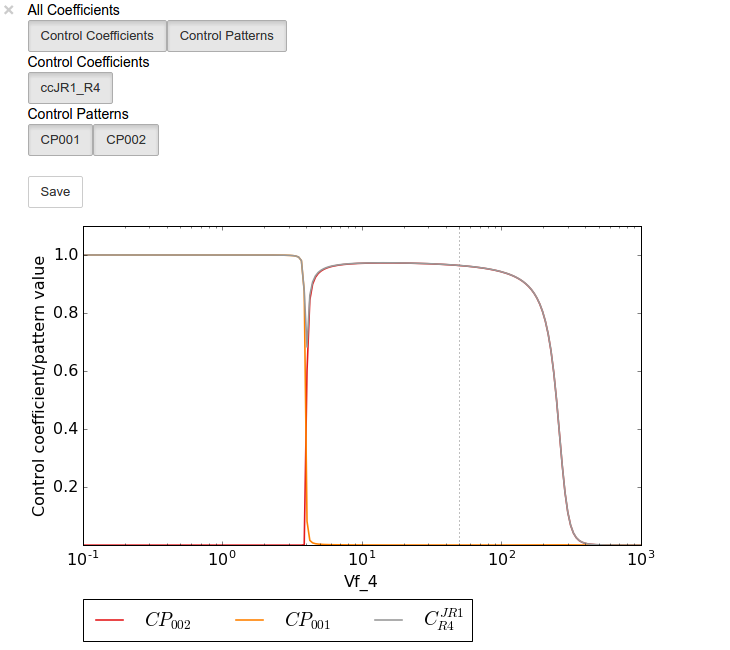 × All Coefficients
Control Coefficients Control Patterns
Control Coefficients
ccJR1_R4
Control Patterns
CP001 CP002
Save
Control coefficient/pattern value
1.0
0.8
0.6
0.4
0.2
10^-1 10^0 10^1 10^2 10^3
Vf_4
CP_002 CP_001 C_R4^JR1